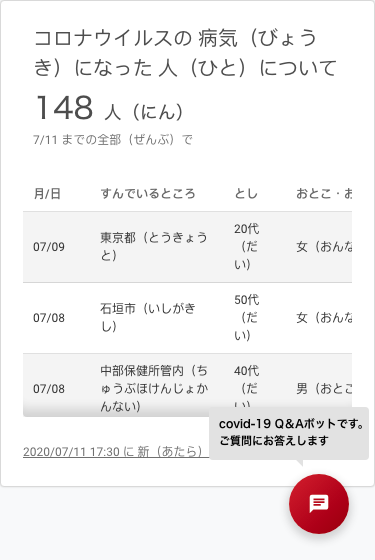 コロナウイルスの 病気（びょう
き）になった 人（ひと）について
148 人（にん）
7/11 までの全部（ぜんぶ）で
月/日 すんでいるところ とし おとこ・お
07/09 東京都（とうきょう
と） 20代
（だ
い） 女（おんな
07/08 石垣市（いしがき
し） 50代
（だ
い） 女（おんな
07/08 中部保健所管内（ち
ゅうぶほけんじょか
んない） 40代
（だ
い） 男（おとこ
2020/07/11 17:30 に 新（あたら）
covid-19 Q＆Aボットです。
ご質問にお答えします